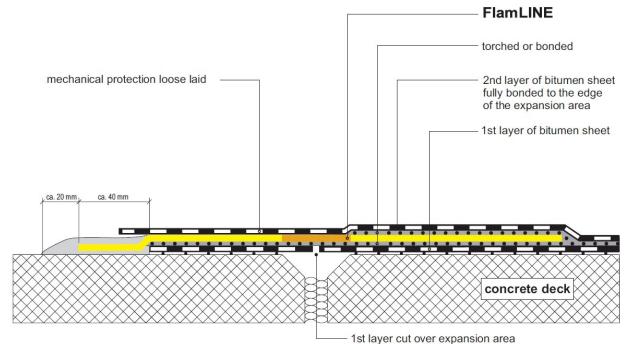 FlamLINE
torched or bonded
mechanical protection loose laid
2nd layer of bitumen sheet
fully bonded to the edge
of the expansion area
1st layer of bitumen sheet
ca. 20 mm
ca. 40 mm
concrete deck
1st layer cut over expansion area